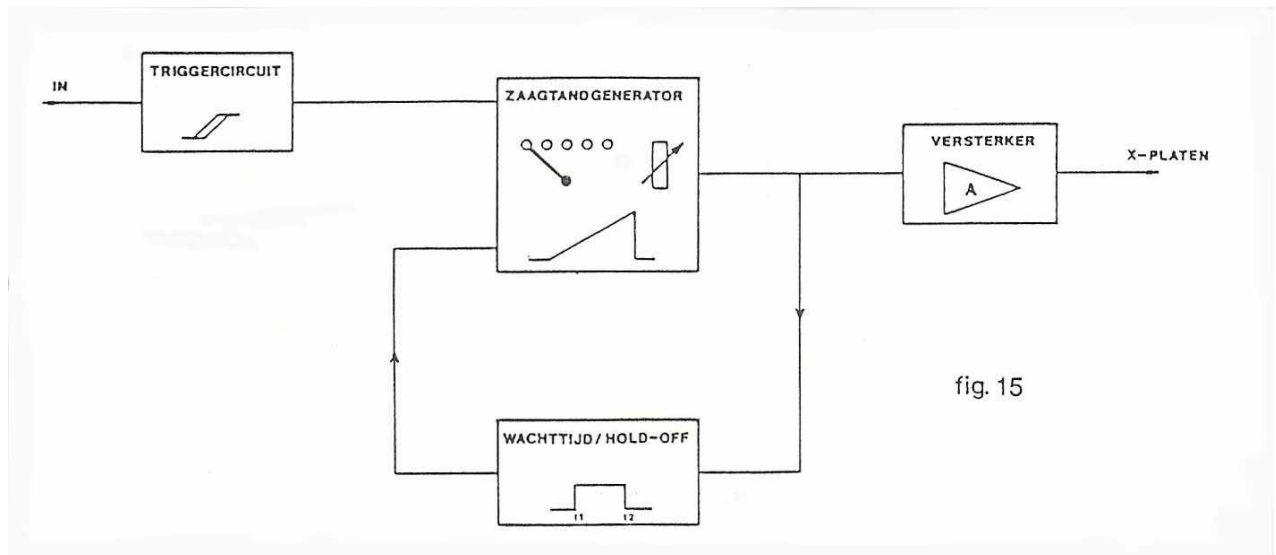 IN
TRIGGERCIRCUIT
ZAAGTANDGENERATOR
VERSTERKER
A
X-PLATEN
WACHTTIJD/HOLD-OFF
t1 t2
fig. 15